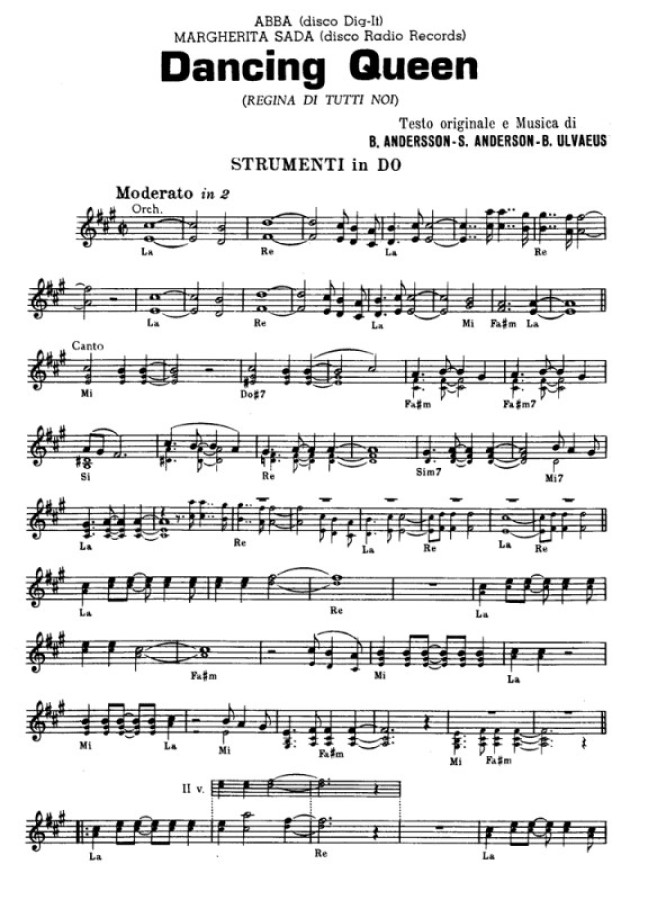 ABBA (disco Dig-It)
MARGHERITA SADA (disco Radio Records)
Dancing Queen
(REGINA DI TUTTI NOI)
Testo originale e Musica di
B. ANDERSSON-S. ANDERSON-B. ULVAEUS
STRUMENTI in DO
Moderato in 2
Orch.
La Re La Re
La Re La Mi Fa#m La
Canto
Mi Do#7 Fa#m Fa#m7
Si Re Sim7 Mi7
La Re La Re La Re
La Re La
Fa#m Mi La
Mi La Mi Fa#m Mi Fa#m
II v.
La Re La